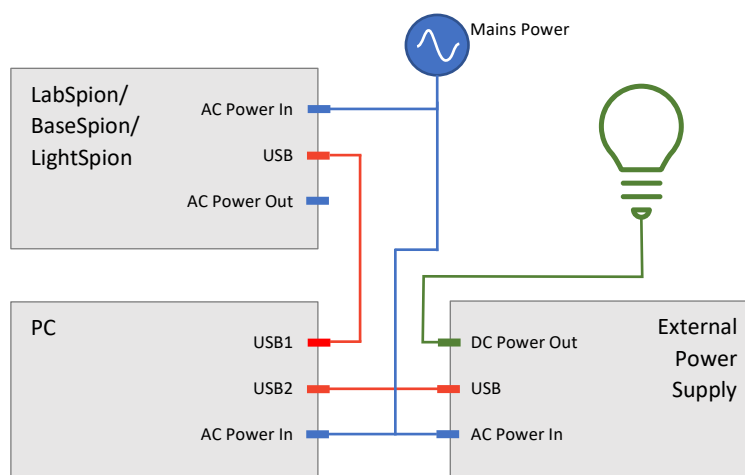 Mains Power
LabSpion/
BaseSpion/
LightSpion
AC Power In
USB
AC Power Out
PC
USB1
USB2
AC Power In
External
Power
Supply
DC Power Out
USB
AC Power In